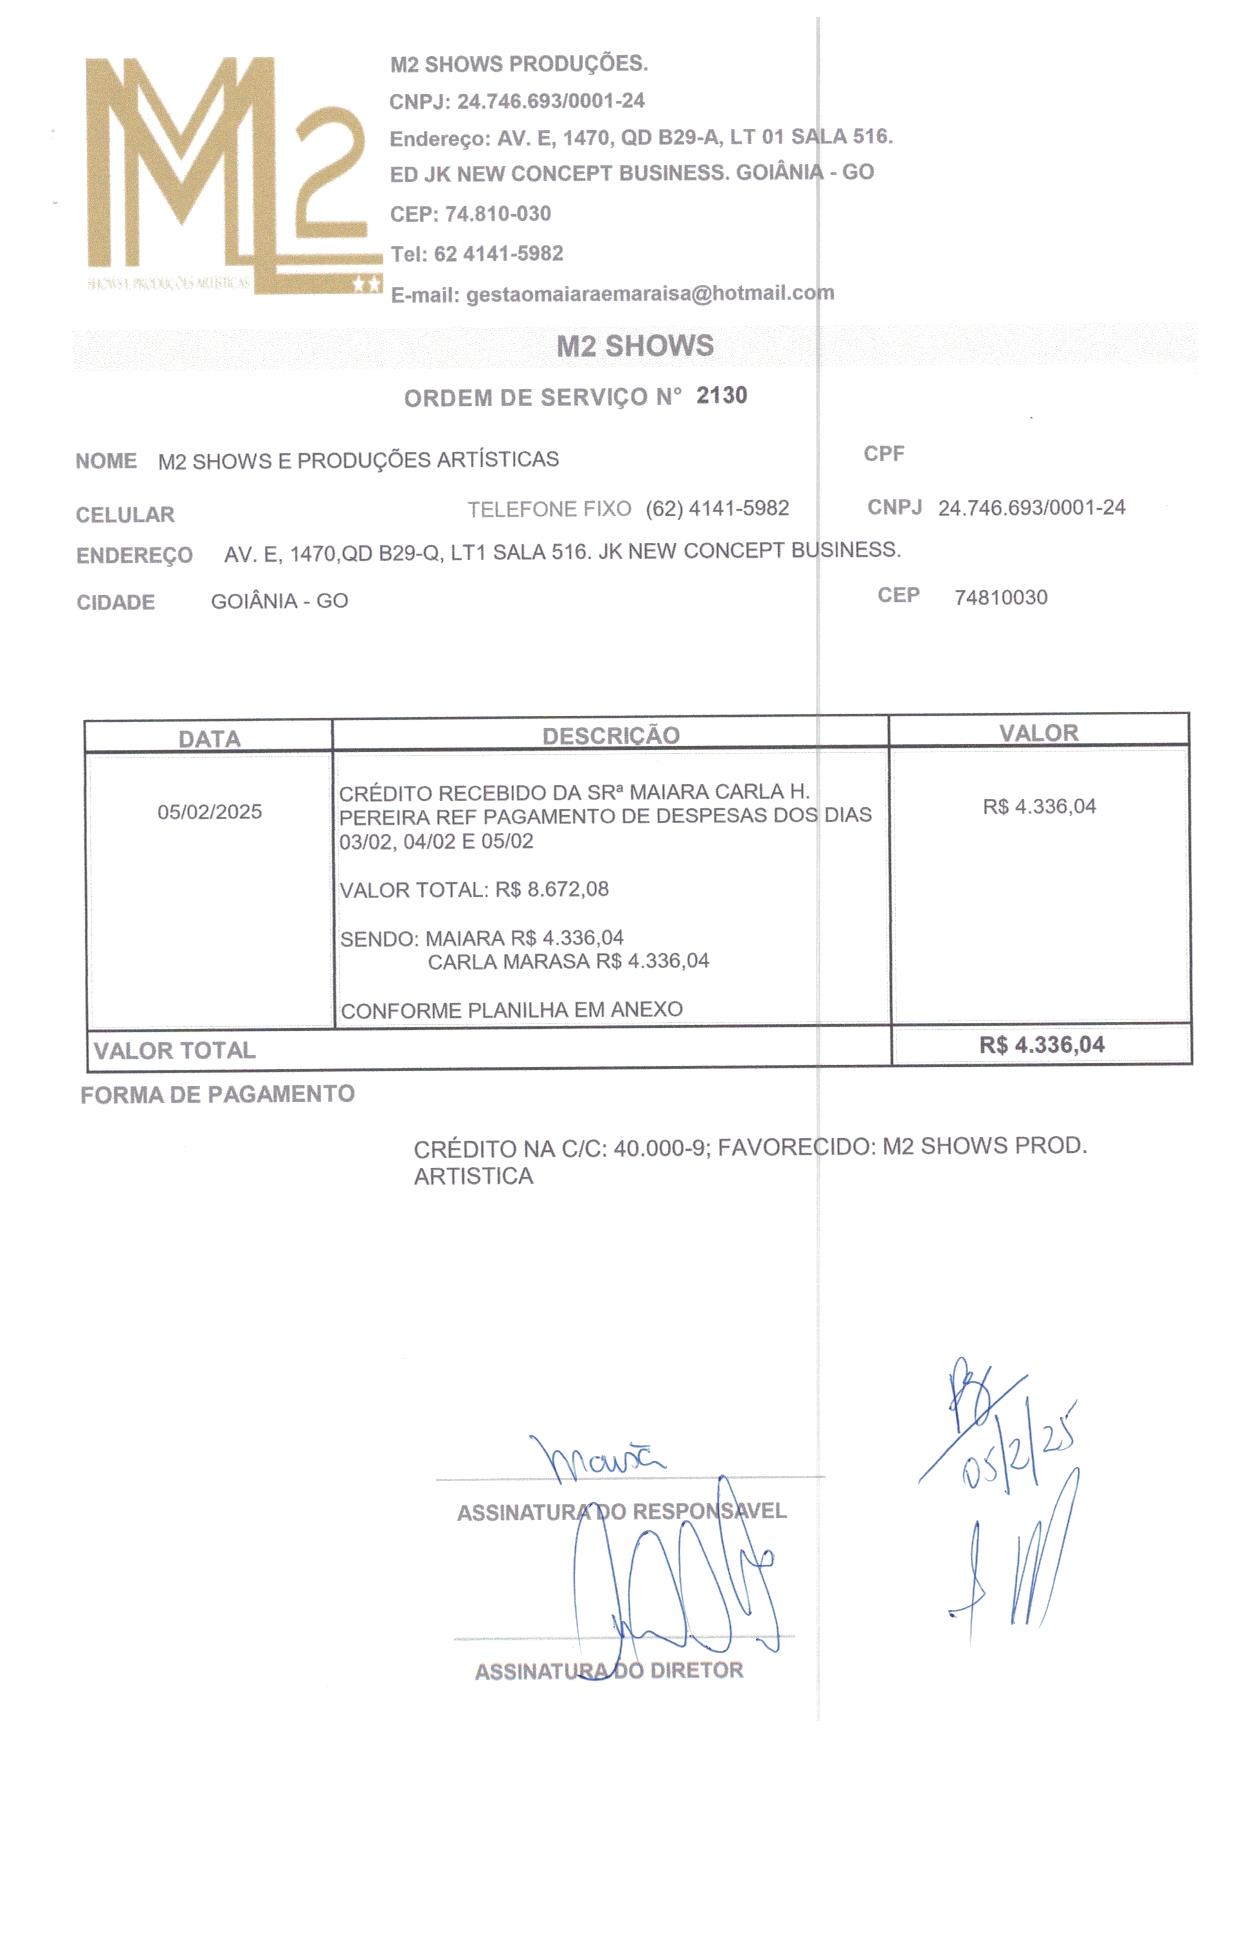 M2
SHOWS E PRODUÇÕES ARTÍSTICAS
M2 SHOWS PRODUÇÕES.
CNPJ: 24.746.693/0001-24
Endereço: AV. E, 1470, QD B29-A, LT 01 SALA 516.
ED JK NEW CONCEPT BUSINESS. GOIÂNIA - GO
CEP: 74.810-030
Tel: 62 4141-5982
E-mail: gestaomaiaraemaraisa@hotmail.com
M2 SHOWS
ORDEM DE SERVIÇO N° 2130
NOME M2 SHOWS E PRODUÇÕES ARTÍSTICAS CPF
CELULAR TELEFONE FIXO (62) 4141-5982 CNPJ 24.746.693/0001-24
ENDEREÇO AV. E, 1470,QD B29-Q, LT1 SALA 516. JK NEW CONCEPT BUSINESS.
CIDADE GOIÂNIA - GO CEP 74810030
DATA DESCRIÇÃO VALOR
05/02/2025 CRÉDITO RECEBIDO DA SRª MAIARA CARLA H. R$ 4.336,04
PEREIRA REF PAGAMENTO DE DESPESAS DOS DIAS
03/02, 04/02 E 05/02
VALOR TOTAL: R$ 8.672,08
SENDO: MAIARA R$ 4.336,04
CARLA MARASA R$ 4.336,04
CONFORME PLANILHA EM ANEXO
VALOR TOTAL R$ 4.336,04
FORMA DE PAGAMENTO
CRÉDITO NA C/C: 40.000-9; FAVORECIDO: M2 SHOWS PROD.
ARTISTICA
05/2/25
ASSINATURA DO RESPONSAVEL
ASSINATURA DO DIRETOR